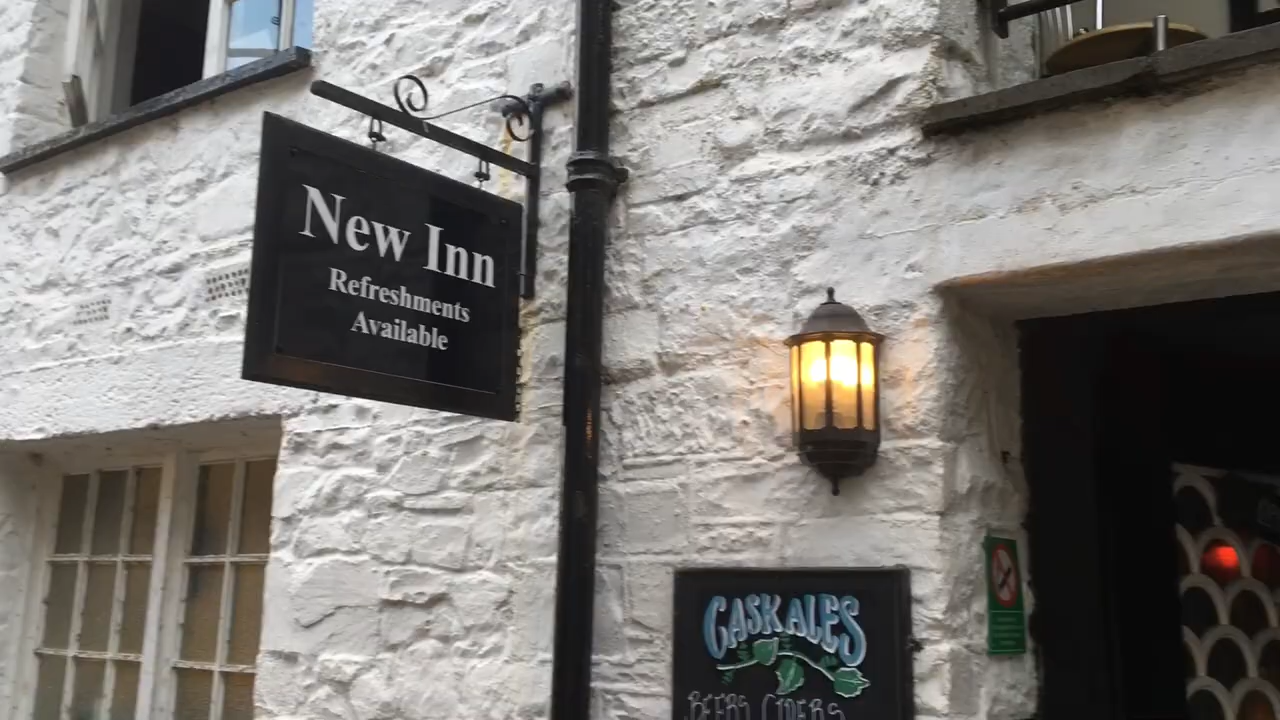 New Inn
Refreshments
Available
CASK ALES
BEERS CIDERS